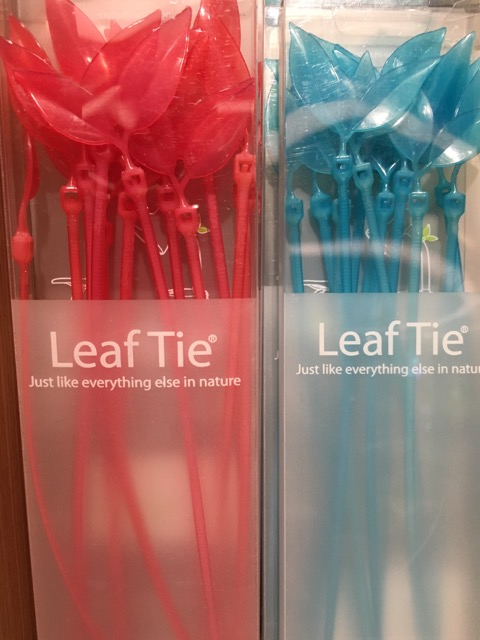 Leaf Tie®
Just like everything else in nature
Leaf Tie®
Just like everything else in natur